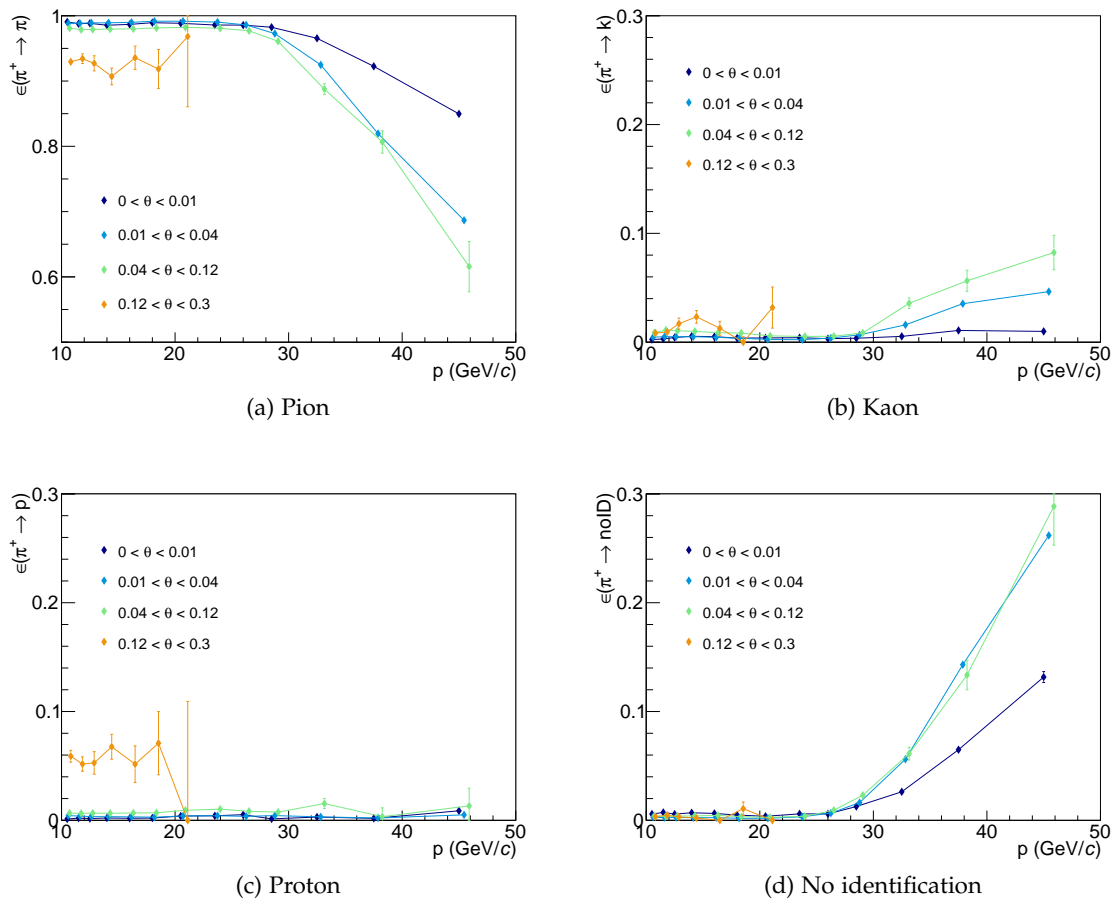 ∈(π⁺ → π)
1
0.8
0.6
0 < θ < 0.01
0.01 < θ < 0.04
0.04 < θ < 0.12
0.12 < θ < 0.3
10 20 30 40 50
p (GeV/c)
(a) Pion
∈(π⁺ → k)
0.3
0.2
0.1
0
0 < θ < 0.01
0.01 < θ < 0.04
0.04 < θ < 0.12
0.12 < θ < 0.3
10 20 30 40 50
p (GeV/c)
(b) Kaon
∈(π⁺ → p)
0.3
0.2
0.1
0
0 < θ < 0.01
0.01 < θ < 0.04
0.04 < θ < 0.12
0.12 < θ < 0.3
10 20 30 40 50
p (GeV/c)
(c) Proton
∈(π⁺ → noID)
0.3
0.2
0.1
0
0 < θ < 0.01
0.01 < θ < 0.04
0.04 < θ < 0.12
0.12 < θ < 0.3
10 20 30 40 50
p (GeV/c)
(d) No identification